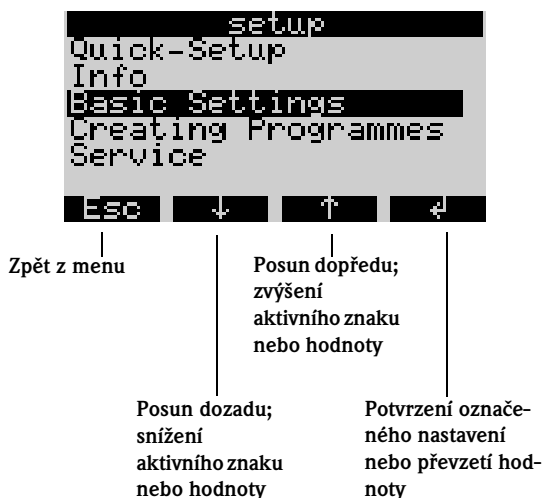 setup
Quick-Setup
Info
Basic Settings
Creating Programmes
Service
Esc ↓ ↑ ↲
Zpět z menu
Posun dopředu;
zvýšení
aktivního znaku
nebo hodnoty
Posun dozadu;
snížení
aktivního znaku
nebo hodnoty
Potvrzení označe-
ného nastavení
nebo převzetí hod-
noty